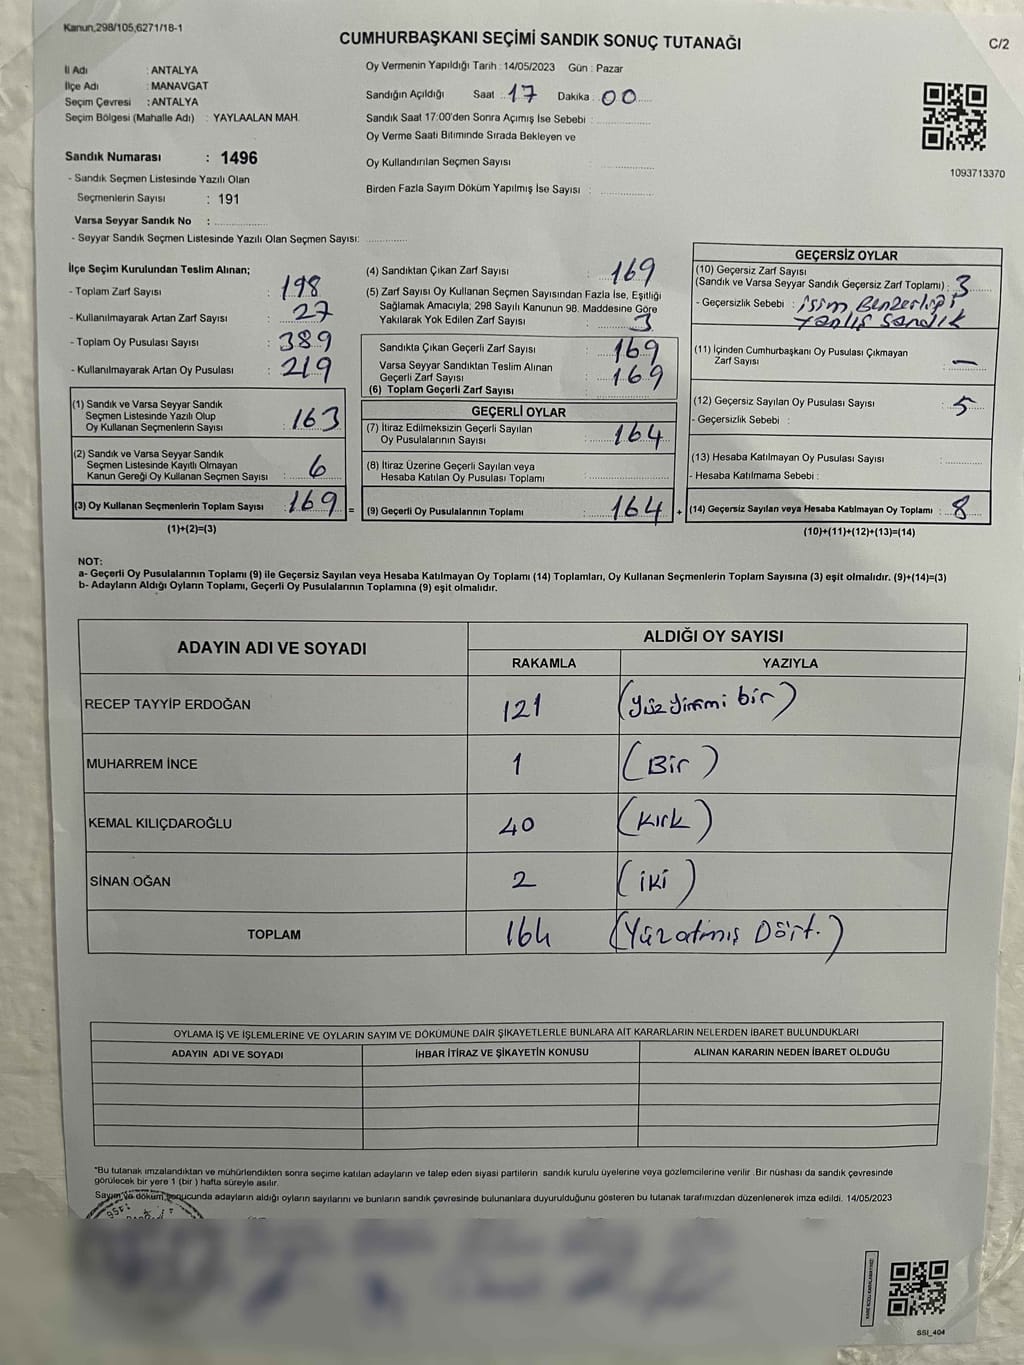 Kanun,298/105,6271/18-1
CUMHURBAŞKANI SEÇİMİ SANDIK SONUÇ TUTANAĞI
C/2
İl Adı : ANTALYA
İlçe Adı : MANAVGAT
Seçim Çevresi : ANTALYA
Seçim Bölgesi (Mahalle Adı) : YAYLAALAN MAH.
Oy Vermenin Yapıldığı Tarih : 14/05/2023 Gün : Pazar
Sandığın Açıldığı Saat : 17 Dakika : 00
Sandık Saat 17:00'den Sonra Açımış İse Sebebi :
Oy Verme Saati Bitiminde Sırada Bekleyen ve
Oy Kullandırılan Seçmen Sayısı :
Birden Fazla Sayım Döküm Yapılmış İse Sayısı :
1093713370
Sandık Numarası : 1496
- Sandık Seçmen Listesinde Yazılı Olan
Seçmenlerin Sayısı : 191
Varsa Seyyar Sandık No :
- Seyyar Sandık Seçmen Listesinde Yazılı Olan Seçmen Sayısı:
İlçe Seçim Kurulundan Teslim Alınan;
- Toplam Zarf Sayısı : 198
- Kullanılmayarak Artan Zarf Sayısı : 27
- Toplam Oy Pusulası Sayısı : 389
- Kullanılmayarak Artan Oy Pusulası : 219
(1) Sandık ve Varsa Seyyar Sandık
Seçmen Listesinde Yazılı Olup
Oy Kullanan Seçmenlerin Sayısı : 163
(2) Sandık ve Varsa Seyyar Sandık
Seçmen Listesinde Kayıtlı Olmayan
Kanun Gereği Oy Kullanan Seçmen Sayısı : 6
(3) Oy Kullanan Seçmenlerin Toplam Sayısı : 169 =
(1)+(2)=(3)
(4) Sandıktan Çıkan Zarf Sayısı : 169
(5) Zarf Sayısı Oy Kullanan Seçmen Sayısından Fazla İse, Eşitliği
Sağlamak Amacıyla; 298 Sayılı Kanunun 98. Maddesine Göre
Yakılarak Yok Edilen Zarf Sayısı : 3
Sandıkta Çıkan Geçerli Zarf Sayısı : 169
Varsa Seyyar Sandıktan Teslim Alınan
Geçerli Zarf Sayısı : 169
(6) Toplam Geçerli Zarf Sayısı :
GEÇERLİ OYLAR
(7) İtiraz Edilmeksizin Geçerli Sayılan
Oy Pusulalarının Sayısı : 164
(8) İtiraz Üzerine Geçerli Sayılan veya
Hesaba Katılan Oy Pusulası Toplamı :
(9) Geçerli Oy Pusulalarının Toplamı : 164 +
GEÇERSİZ OYLAR
(10) Geçersiz Zarf Sayısı
(Sandık ve Varsa Seyyar Sandık Geçersiz Zarf Toplamı) : 3
- Geçersizlik Sebebi : isim Benzerliği
Yanlış Sandık
(11) İçinden Cumhurbaşkanı Oy Pusulası Çıkmayan
Zarf Sayısı : —
(12) Geçersiz Sayılan Oy Pusulası Sayısı : 5
- Geçersizlik Sebebi :
(13) Hesaba Katılmayan Oy Pusulası Sayısı :
- Hesaba Katılmama Sebebi :
(14) Geçersiz Sayılan veya Hesaba Katılmayan Oy Toplamı : 8
(10)+(11)+(12)+(13)=(14)
NOT:
a- Geçerli Oy Pusulalarının Toplamı (9) ile Geçersiz Sayılan veya Hesaba Katılmayan Oy Toplamı (14) Toplamları, Oy Kullanan Seçmenlerin Toplam Sayısına (3) eşit olmalıdır. (9)+(14)=(3)
b- Adayların Aldığı Oyların Toplamı, Geçerli Oy Pusulalarının Toplamına (9) eşit olmalıdır.
ADAYIN ADI VE SOYADI
ALDIĞI OY SAYISI
RAKAMLA YAZIYLA
RECEP TAYYİP ERDOĞAN 121 (yüz yirmi bir)
MUHARREM İNCE 1 (Bir)
KEMAL KILIÇDAROĞLU 40 (Kırk)
SİNAN OĞAN 2 (iki)
TOPLAM 164 (Yüzatmış Dört.)
OYLAMA İŞ VE İŞLEMLERİNE VE OYLARIN SAYIM VE DÖKÜMÜNE DAİR ŞİKAYETLERLE BUNLARA AİT KARARLARIN NELERDEN İBARET BULUNDUKLARI
ADAYIN ADI VE SOYADI İHBAR İTİRAZ VE ŞİKAYETİN KONUSU ALINAN KARARIN NEDEN İBARET OLDUĞU
"Bu tutanak imzalandıktan ve mühürlendikten sonra seçime katılan adayların ve talep eden siyasi partilerin sandık kurulu üyelerine veya gözlemcilerine verilir .Bir nüshası da sandık çevresinde
görülecek bir yere 1 (bir ) hafta süreyle asılır.
Sayım ve döküm sonucunda adayların aldığı oyların sayılarını ve bunların sandık çevresinde bulunanlara duyurulduğunu gösteren bu tutanak tarafımızdan düzenlenerek imza edildi. 14/05/2023
SSI_404